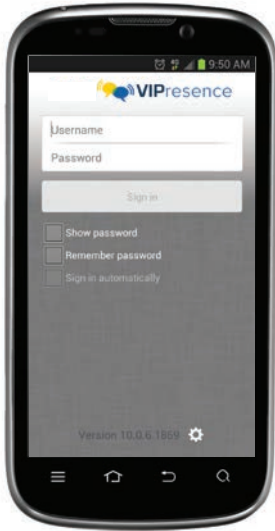 9:50 AM
VIPresence
Username
Password
Sign in
Show password
Remember password
Sign in automatically
Version 10.0.6.1869